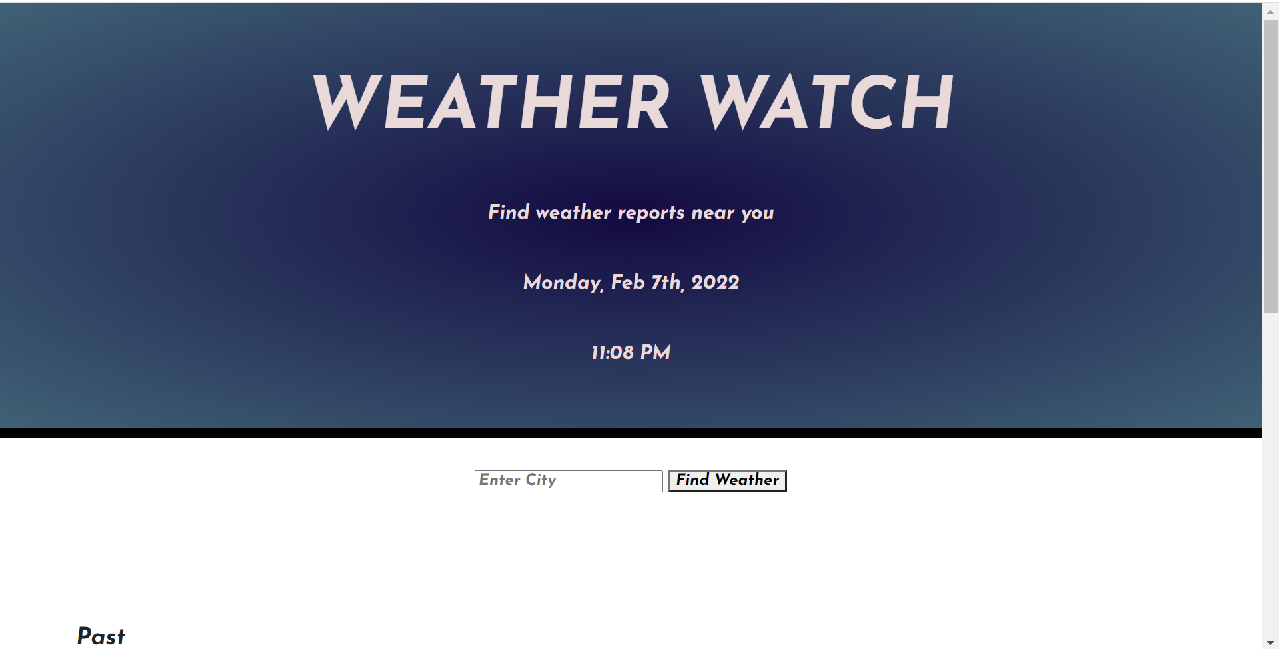 WEATHER WATCH
Find weather reports near you
Monday, Feb 7th, 2022
11:08 PM
Enter City
Find Weather
Past